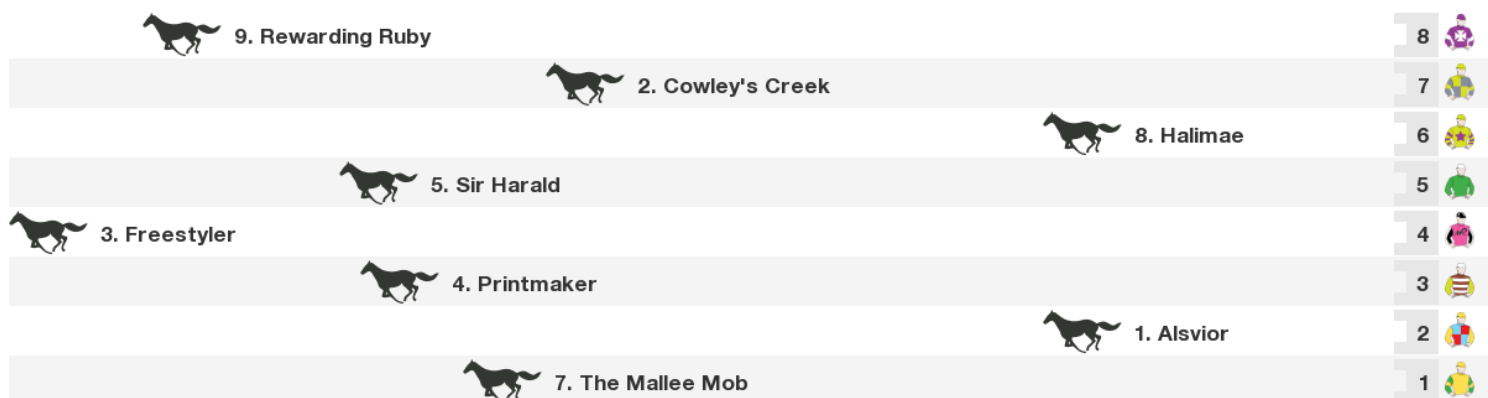 9. Rewarding Ruby 8
2. Cowley's Creek 7
8. Halimae 6
5. Sir Harald 5
3. Freestyler 4
4. Printmaker 3
1. Alsvior 2
7. The Mallee Mob 1